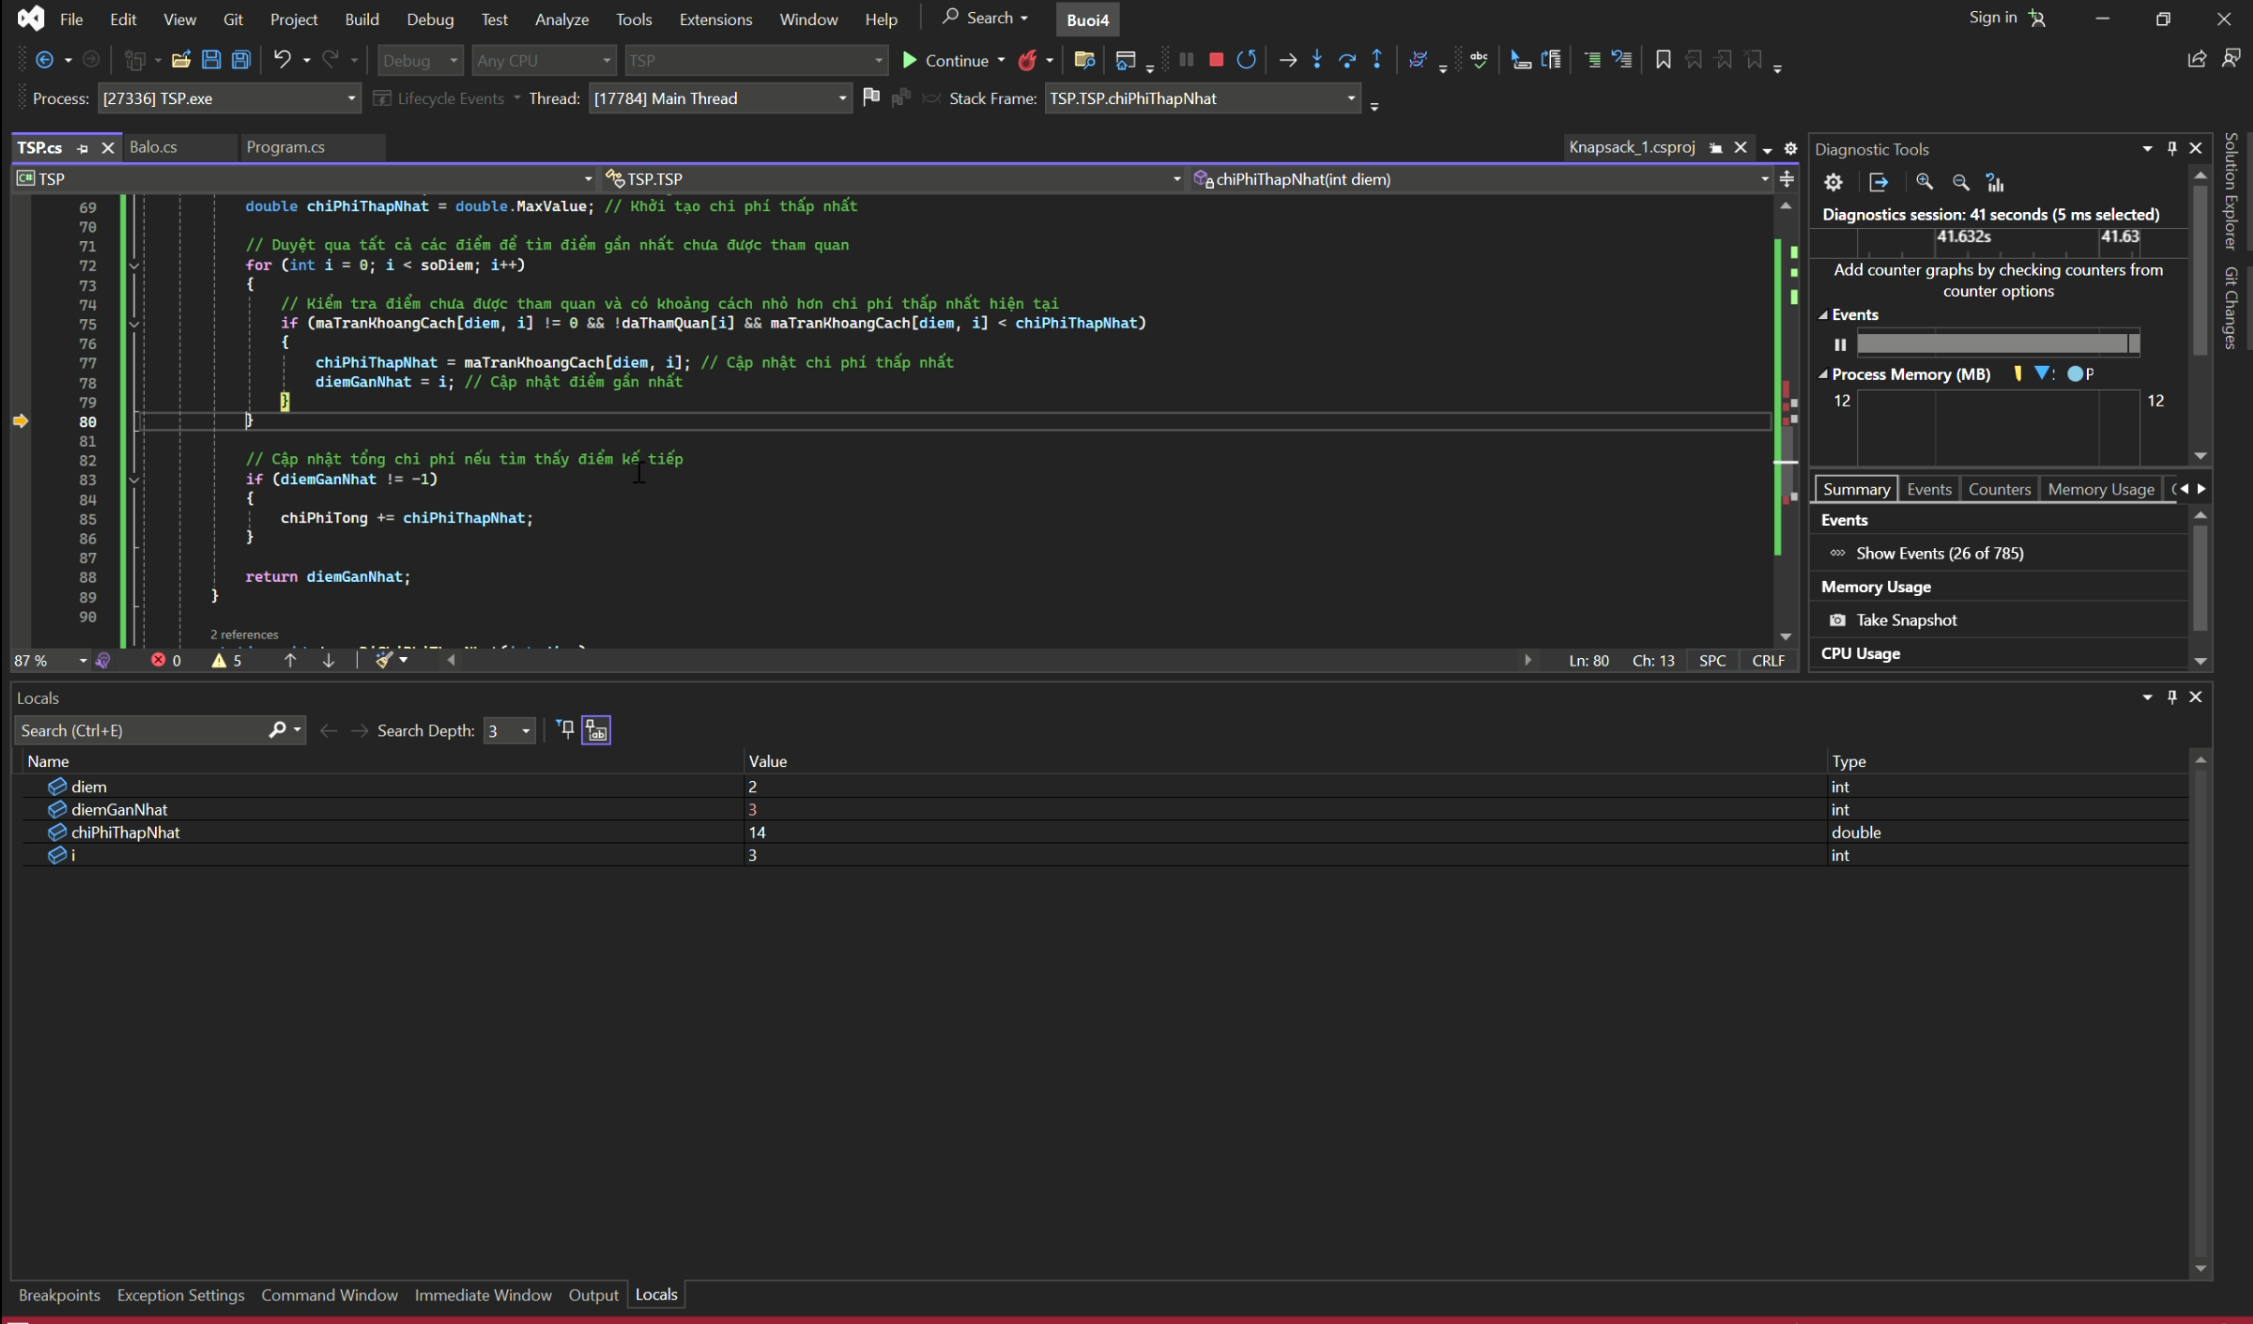 File Edit View Git Project Build Debug Test Analyze Tools Extensions Window Help Search Buoi4 Sign in
Debug Any CPU TSP Continue
Process: [27336] TSP.exe Lifecycle Events Thread: [17784] Main Thread Stack Frame: TSP.TSP.chiPhiThapNhat
TSP.cs Balo.cs Program.cs Knapsack_1.csproj
TSP TSP.TSP chiPhiThapNhat(int diem)
69 double chiPhiThapNhat = double.MaxValue; // Khởi tạo chi phí thấp nhất
70
71 // Duyệt qua tất cả các điểm để tìm điểm gần nhất chưa được tham quan
72 for (int i = 0; i < soDiem; i++)
73 {
74 // Kiểm tra điểm chưa được tham quan và có khoảng cách nhỏ hơn chi phí thấp nhất hiện tại
75 if (maTranKhoangCach[diem, i] != 0 && !daThamQuan[i] && maTranKhoangCach[diem, i] < chiPhiThapNhat)
76 {
77 chiPhiThapNhat = maTranKhoangCach[diem, i]; // Cập nhật chi phí thấp nhất
78 diemGanNhat = i; // Cập nhật điểm gần nhất
79 }
80 }
81
82 // Cập nhật tổng chi phí nếu tìm thấy điểm kế tiếp
83 if (diemGanNhat != -1)
84 {
85 chiPhiTong += chiPhiThapNhat;
86 }
87
88 return diemGanNhat;
89 }
90
2 references
87 % 0 5 Ln: 80 Ch: 13 SPC CRLF
Diagnostic Tools
Diagnostics session: 41 seconds (5 ms selected)
41.632s 41.63
Add counter graphs by checking counters from
counter options
Events
Process Memory (MB) P
12 12
Summary Events Counters Memory Usage
Events
Show Events (26 of 785)
Memory Usage
Take Snapshot
CPU Usage
Solution Explorer
Git Changes
Locals
Search (Ctrl+E) Search Depth: 3
Name Value Type
diem 2 int
diemGanNhat 3 int
chiPhiThapNhat 14 double
i 3 int
Breakpoints Exception Settings Command Window Immediate Window Output Locals